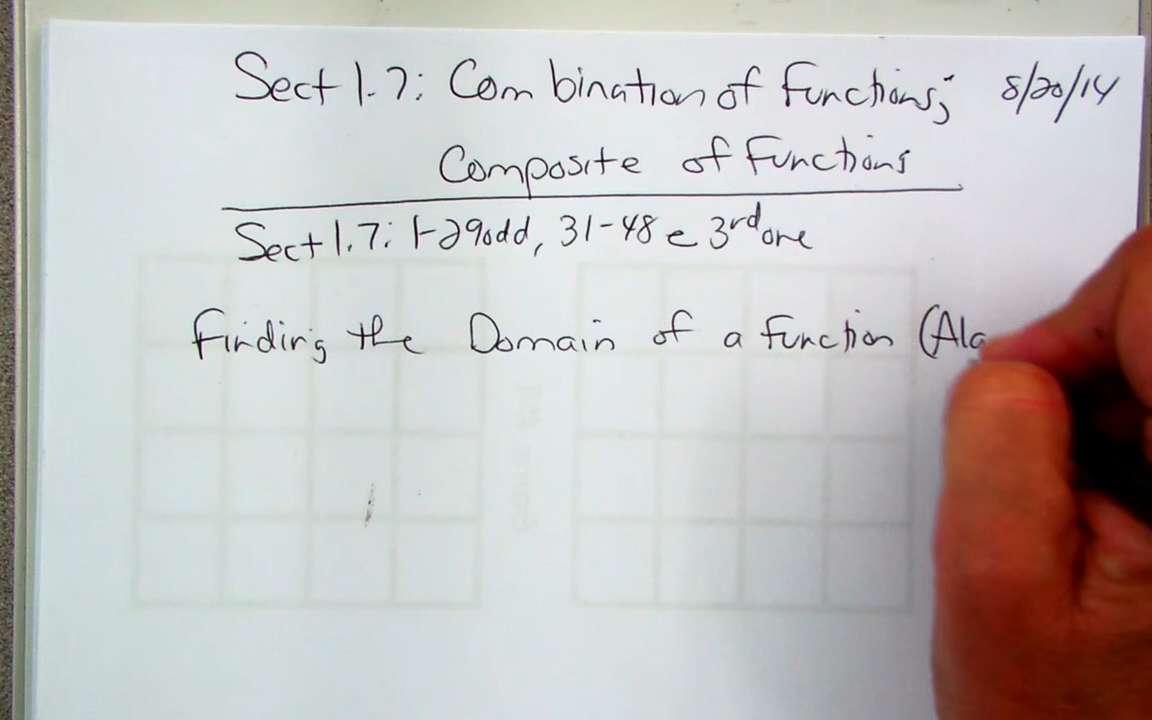 Sect 1.7: Combination of Functions; 8/20/14
Composite of Functions
Sect 1.7: 1-29odd, 31-48 e 3rd one
Finding the Domain of a Function (Alg